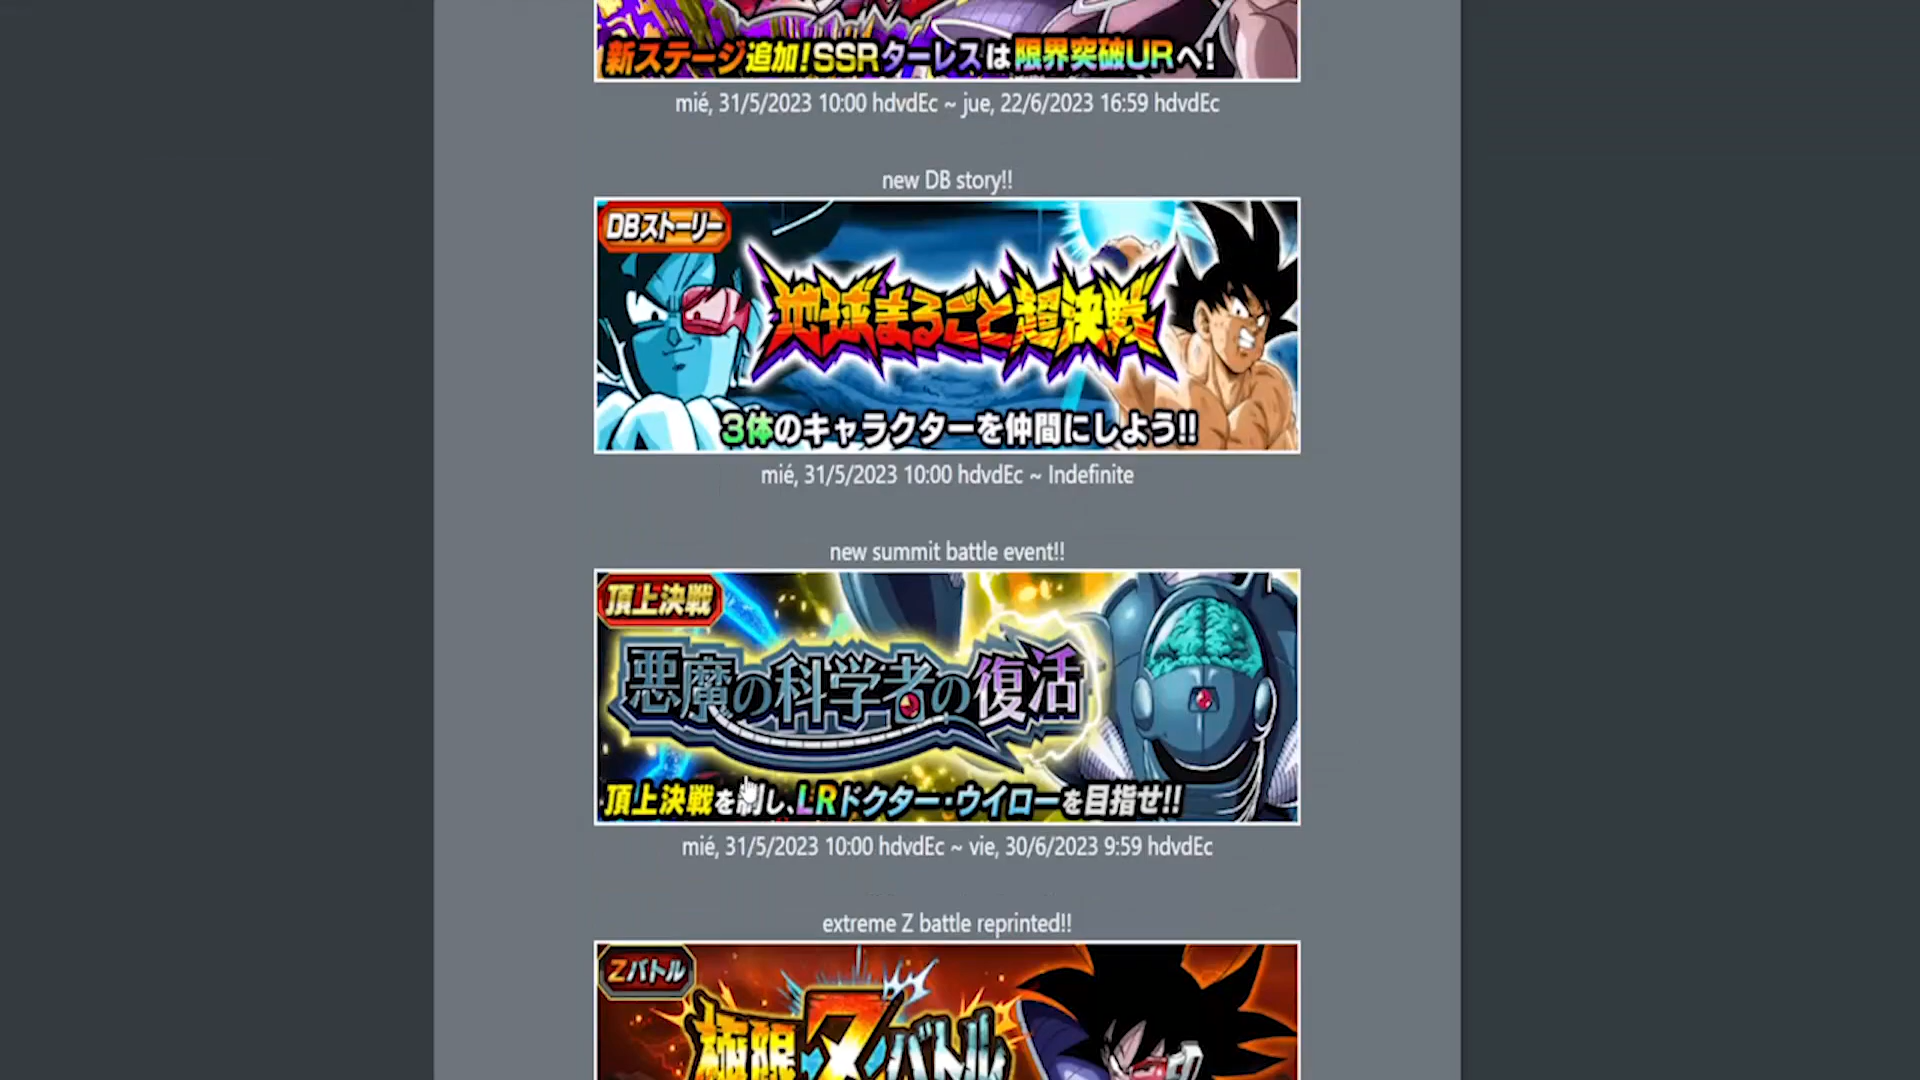 新ステージ追加!SSRターレスは限界突破URへ!
mié, 31/5/2023 10:00 hdvdEc ~ jue, 22/6/2023 16:59 hdvdEc
new DB story!!
DBストーリー
地球まるごと超決戦
3体のキャラクターを仲間にしよう!!
mié, 31/5/2023 10:00 hdvdEc ~ Indefinite
new summit battle event!!
頂上決戦
悪魔の科学者の復活
頂上決戦を制し、LRドクター・ウイローを目指せ!!
mié, 31/5/2023 10:00 hdvdEc ~ vie, 30/6/2023 9:59 hdvdEc
extreme Z battle reprinted!!
Zバトル
極限Zバトル